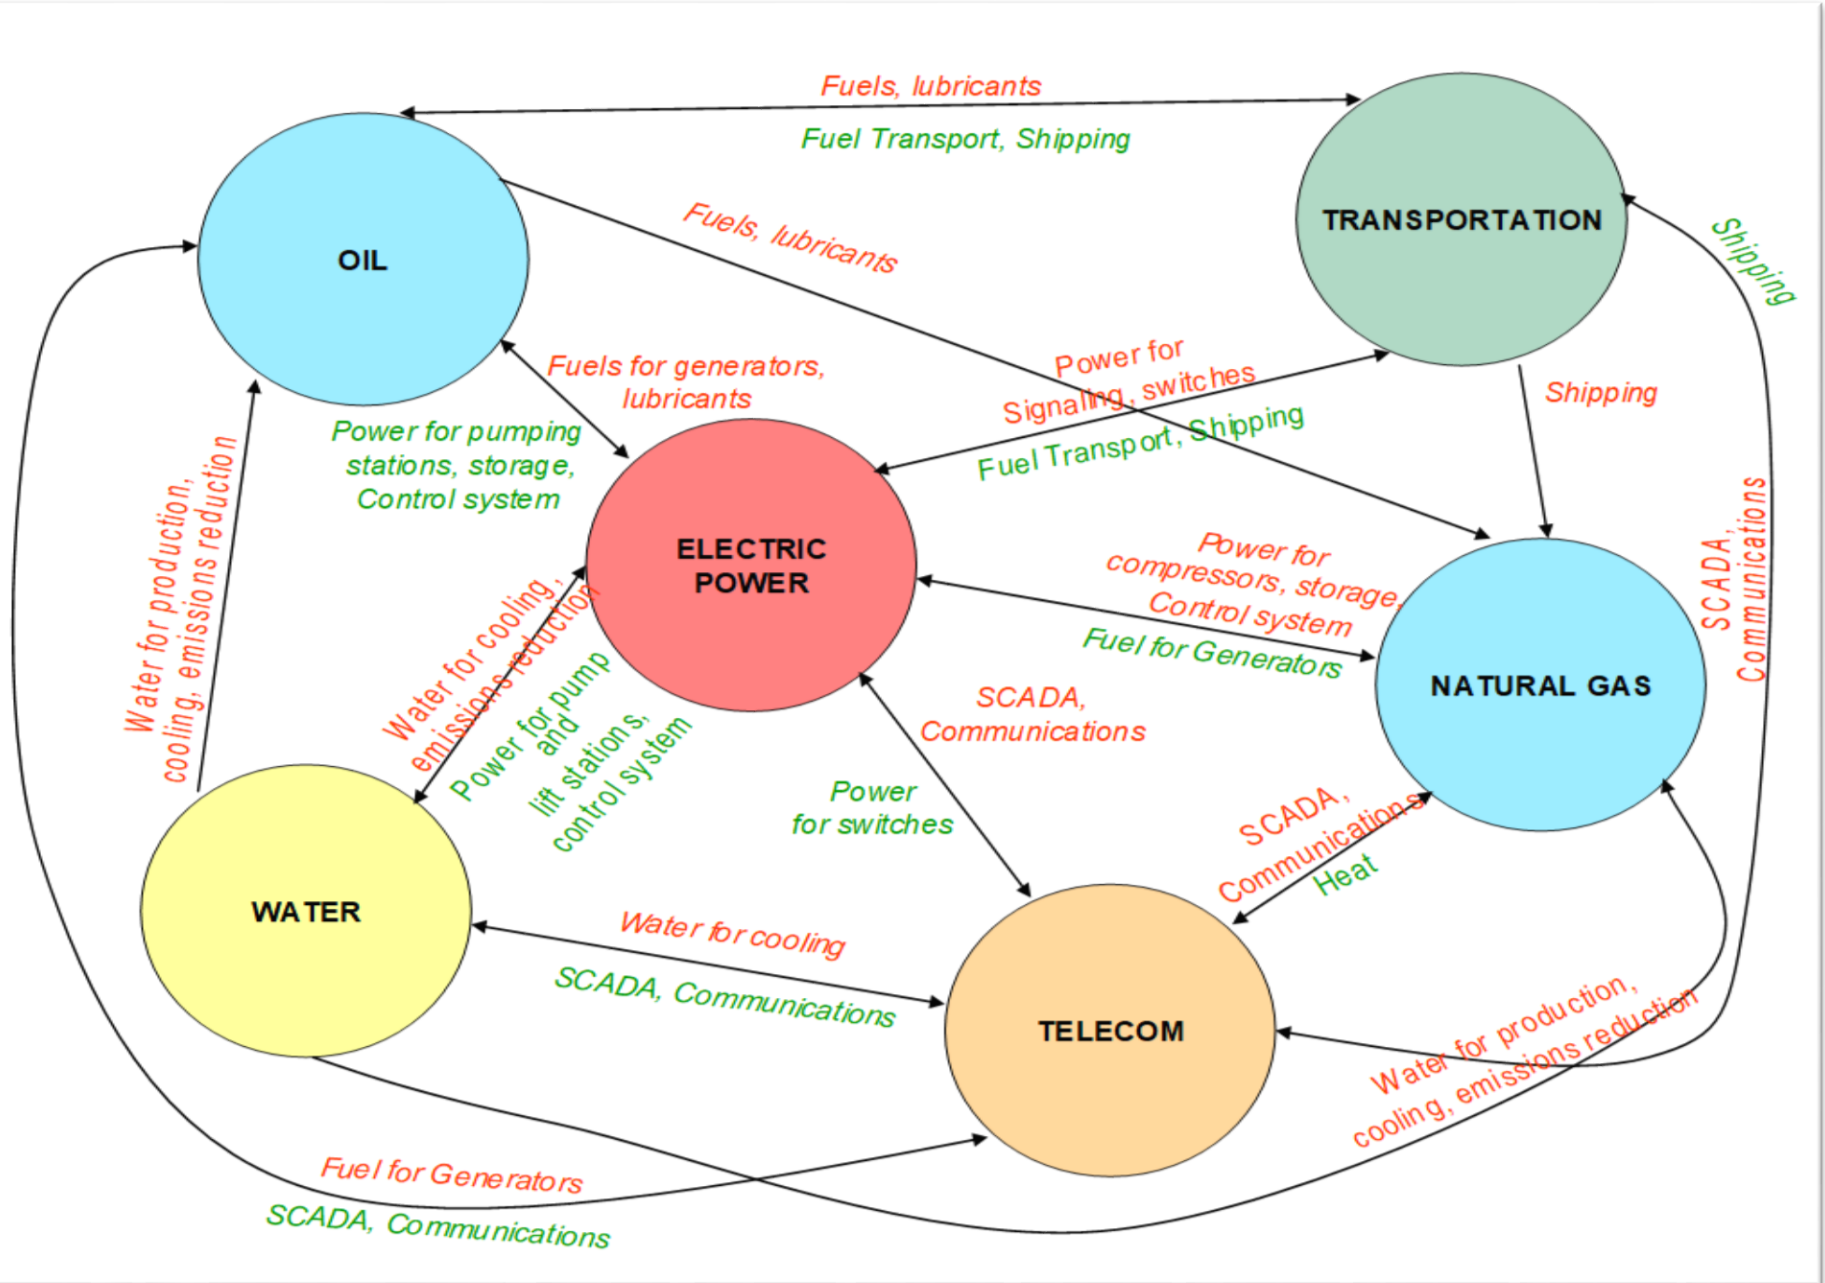 Fuels, lubricants
Fuel Transport, Shipping
OIL
TRANSPORTATION
Shipping
Fuels, lubricants
Power for
Signaling, switches
Fuel Transport, Shipping
Fuels for generators,
lubricants
Shipping
Power for pumping
stations, storage,
Control system
ELECTRIC
POWER
Power for
compressors, storage,
Control system
Fuel for Generators
SCADA,
Communications
Water for production,
cooling, emissions reduction
Water for cooling,
emissions reduction
Power for pump
and
lift stations,
control system
NATURAL GAS
SCADA,
Communications
Power
for switches
SCADA,
Communications
Heat
WATER
Water for cooling
SCADA, Communications
TELECOM
Water for production,
cooling, emissions reduction
Fuel for Generators
SCADA, Communications